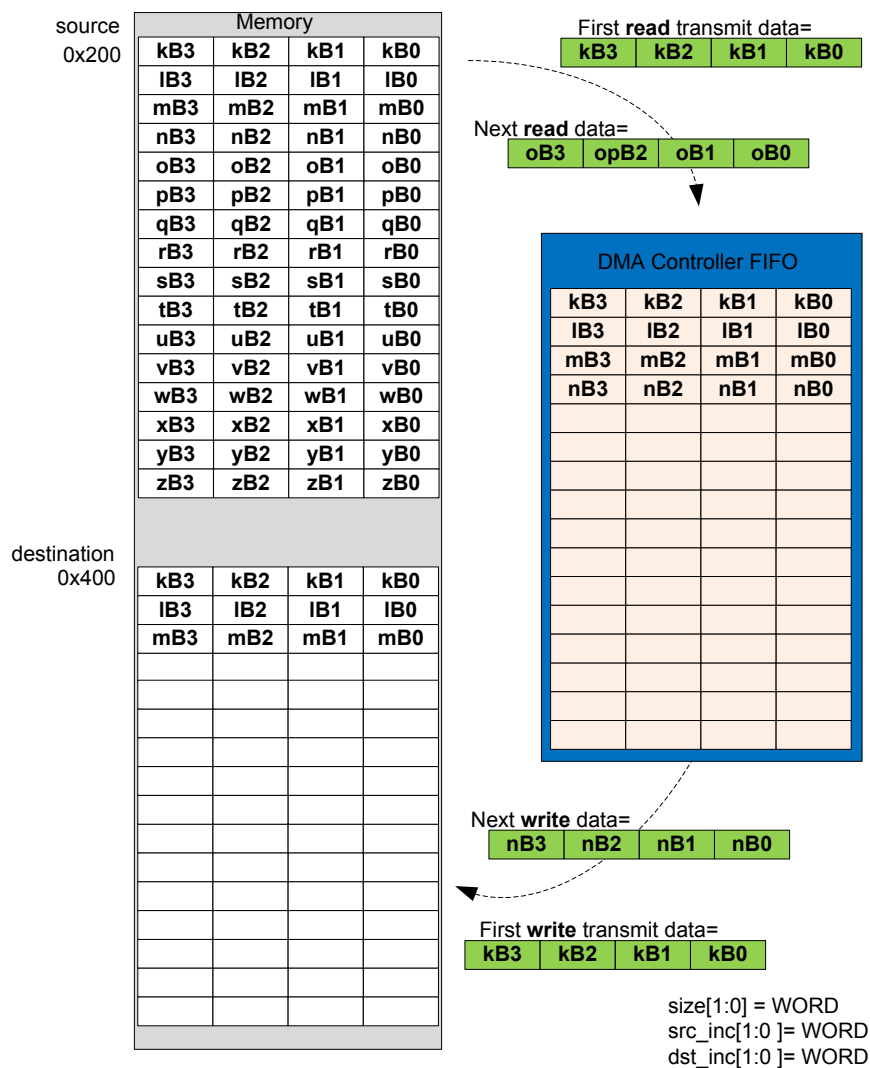 source
0x200
Memory
kB3 kB2 kB1 kB0
lB3 lB2 lB1 lB0
mB3 mB2 mB1 mB0
nB3 nB2 nB1 nB0
oB3 oB2 oB1 oB0
pB3 pB2 pB1 pB0
qB3 qB2 qB1 qB0
rB3 rB2 rB1 rB0
sB3 sB2 sB1 sB0
tB3 tB2 tB1 tB0
uB3 uB2 uB1 uB0
vB3 vB2 vB1 vB0
wB3 wB2 wB1 wB0
xB3 xB2 xB1 xB0
yB3 yB2 yB1 yB0
zB3 zB2 zB1 zB0
destination
0x400
kB3 kB2 kB1 kB0
lB3 lB2 lB1 lB0
mB3 mB2 mB1 mB0
First read transmit data=
kB3 kB2 kB1 kB0
Next read data=
oB3 opB2 oB1 oB0
DMA Controller FIFO
kB3 kB2 kB1 kB0
lB3 lB2 lB1 lB0
mB3 mB2 mB1 mB0
nB3 nB2 nB1 nB0
Next write data=
nB3 nB2 nB1 nB0
First write transmit data=
kB3 kB2 kB1 kB0
size[1:0] = WORD
src_inc[1:0 ]= WORD
dst_inc[1:0 ]= WORD